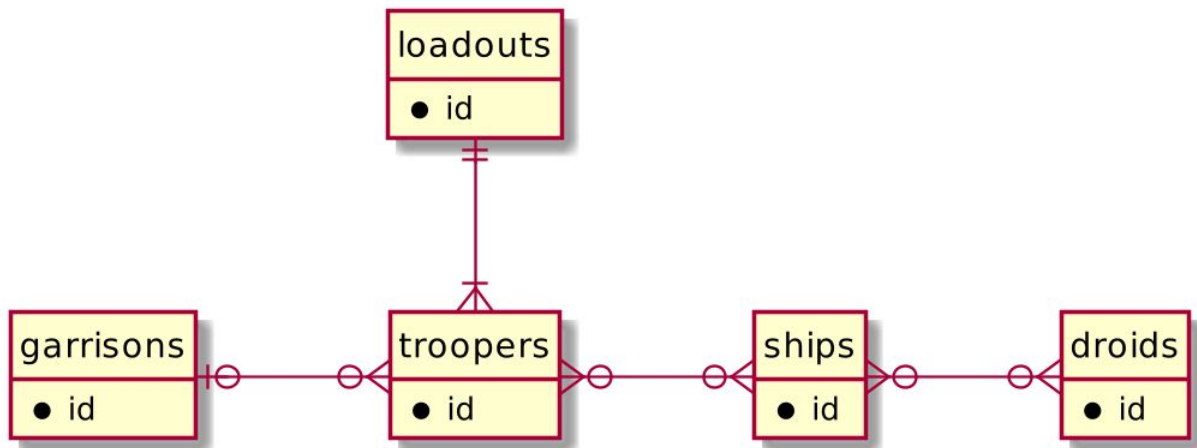 loadouts
id
garrisons
id
troopers
id
ships
id
droids
id